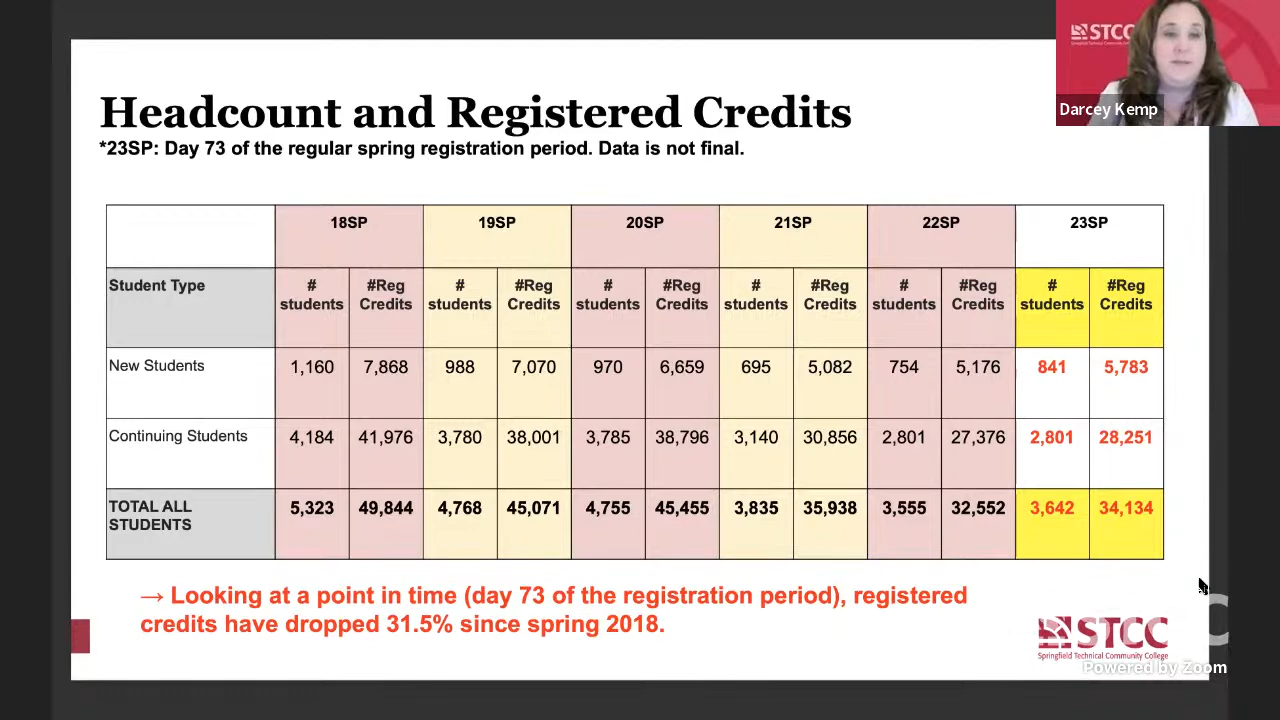 STCC
Darcey Kemp
Headcount and Registered Credits
*23SP: Day 73 of the regular spring registration period. Data is not final.
18SP 19SP 20SP 21SP 22SP 23SP
Student Type # students #Reg Credits # students #Reg Credits # students #Reg Credits # students #Reg Credits # students #Reg Credits # students #Reg Credits
New Students 1,160 7,868 988 7,070 970 6,659 695 5,082 754 5,176 841 5,783
Continuing Students 4,184 41,976 3,780 38,001 3,785 38,796 3,140 30,856 2,801 27,376 2,801 28,251
TOTAL ALL STUDENTS 5,323 49,844 4,768 45,071 4,755 45,455 3,835 35,938 3,555 32,552 3,642 34,134
→ Looking at a point in time (day 73 of the registration period), registered
credits have dropped 31.5% since spring 2018.
STCC
Springfield Technical Community College
Powered by Zoom